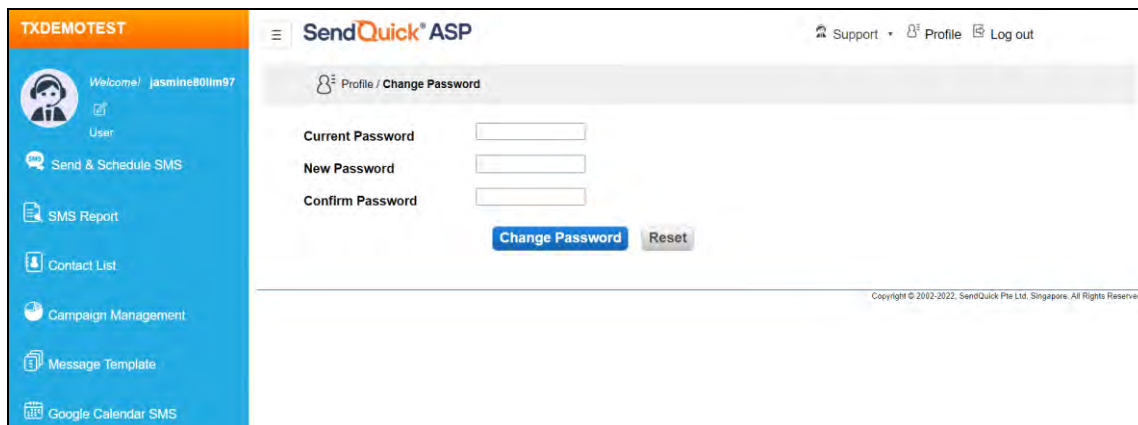 TXDEMOTEST
SendQuick® ASP
Support
Profile
Log out
Welcome! jasmine80lim97
User
Profile / Change Password
Current Password
New Password
Confirm Password
Change Password
Reset
SMS
Send & Schedule SMS
SMS Report
Contact List
Campaign Management
Message Template
Google Calendar SMS
Copyright © 2002-2022, SendQuick Pte Ltd, Singapore. All Rights Reserve